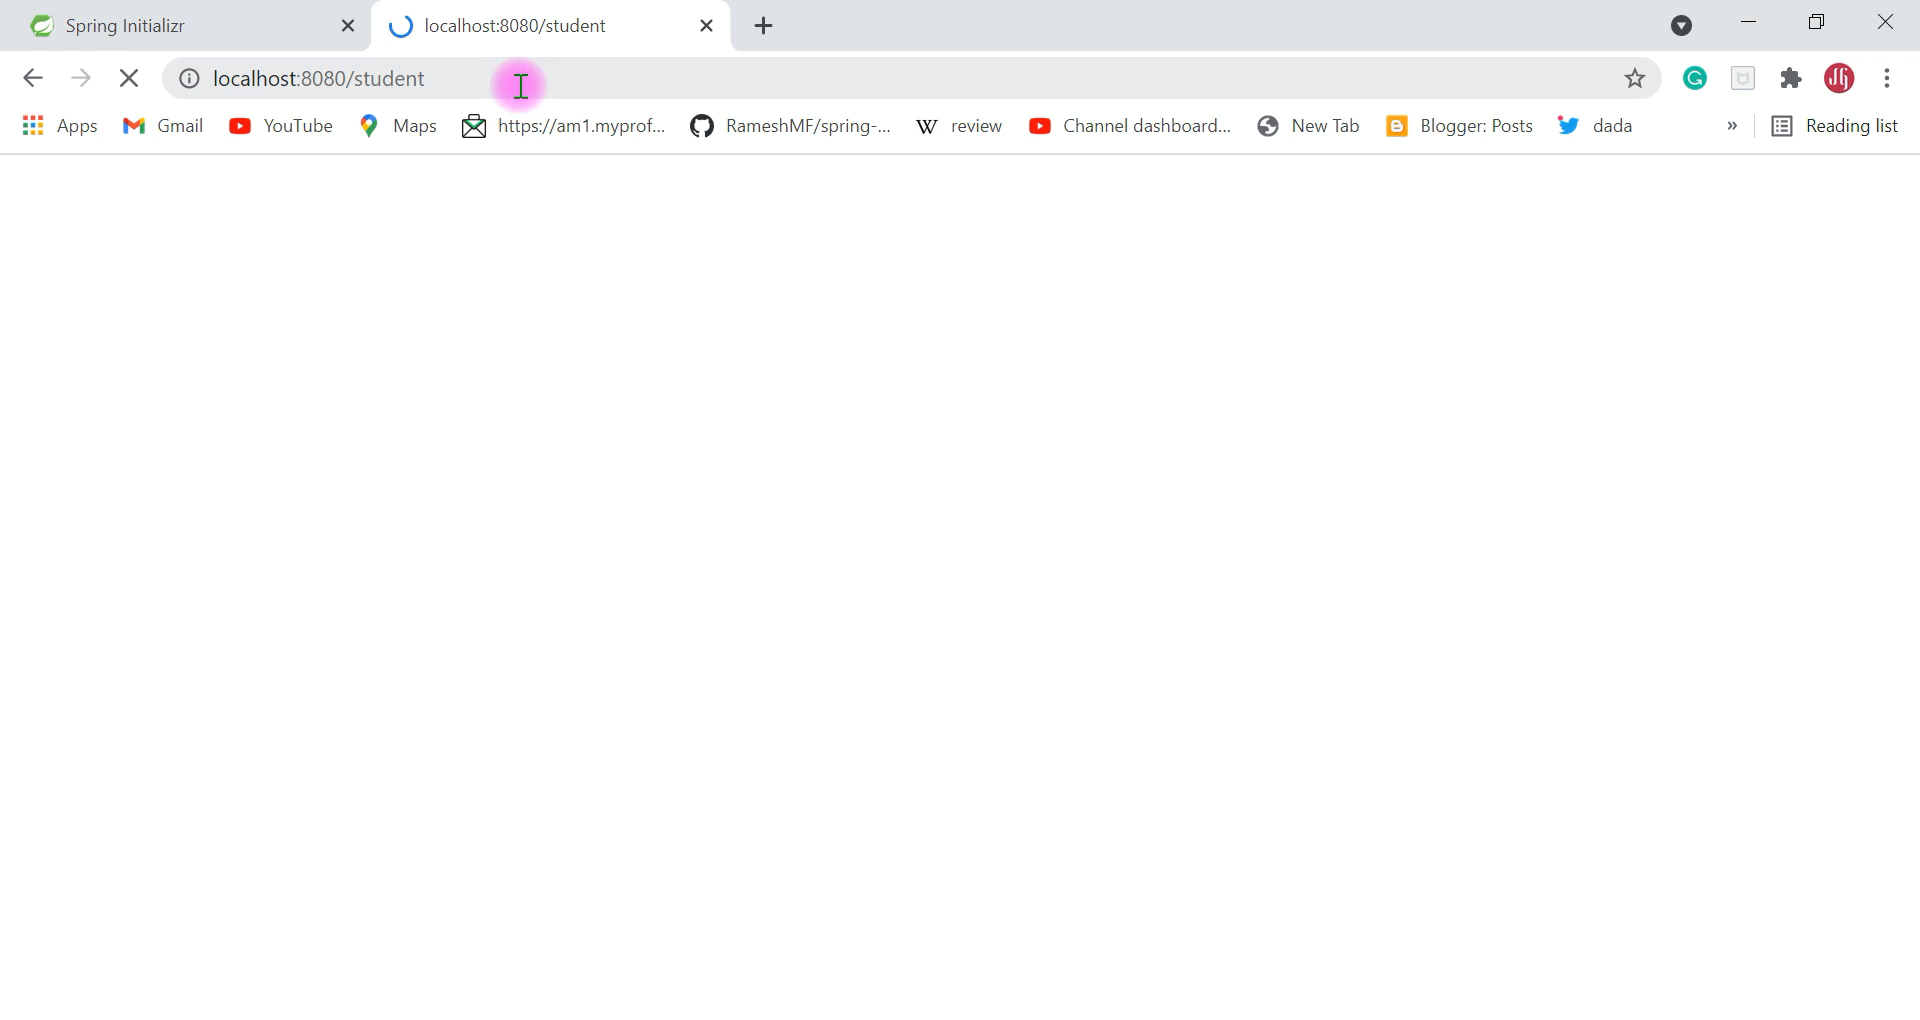 Spring Initializr
localhost:8080/student
localhost:8080/student
Apps Gmail YouTube Maps https://am1.myprof... RameshMF/spring-... W review Channel dashboard... New Tab Blogger: Posts dada » Reading list